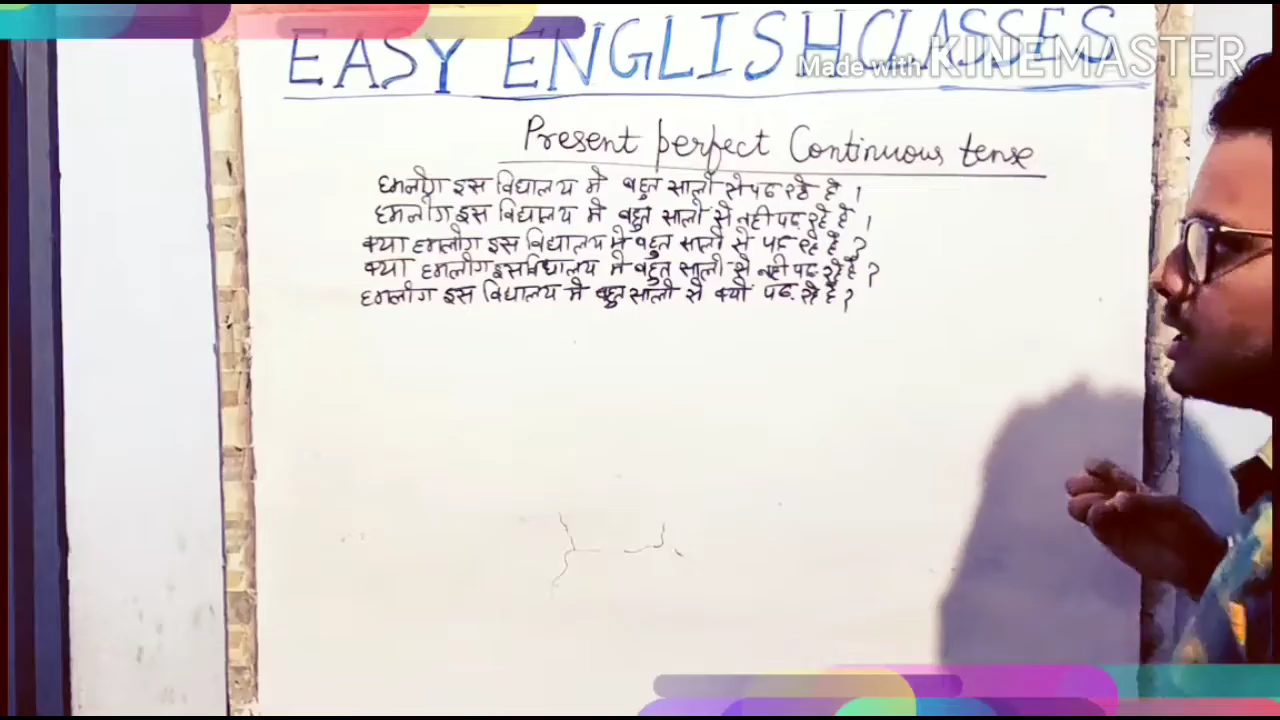 EASY ENGLISH CLASSES
Made with KINEMASTER
Present perfect Continuous tense
हमलोग इस विद्यालय मे बहुत सालो से पढ रहे है ।
हमलोग इस विद्यालय मे बहुत सालो से नही पढ़ रहे है ।
क्या हमलोग इस विद्यालय मे बहुत सालो से पढ़ रहे है ?
क्या हमलोग इस विद्यालय मे बहुत सालो से नही पढ़ रहे है ?
हमलोग इस विद्यालय मे बहुत सालो से क्यों पढ़ रहे है ?